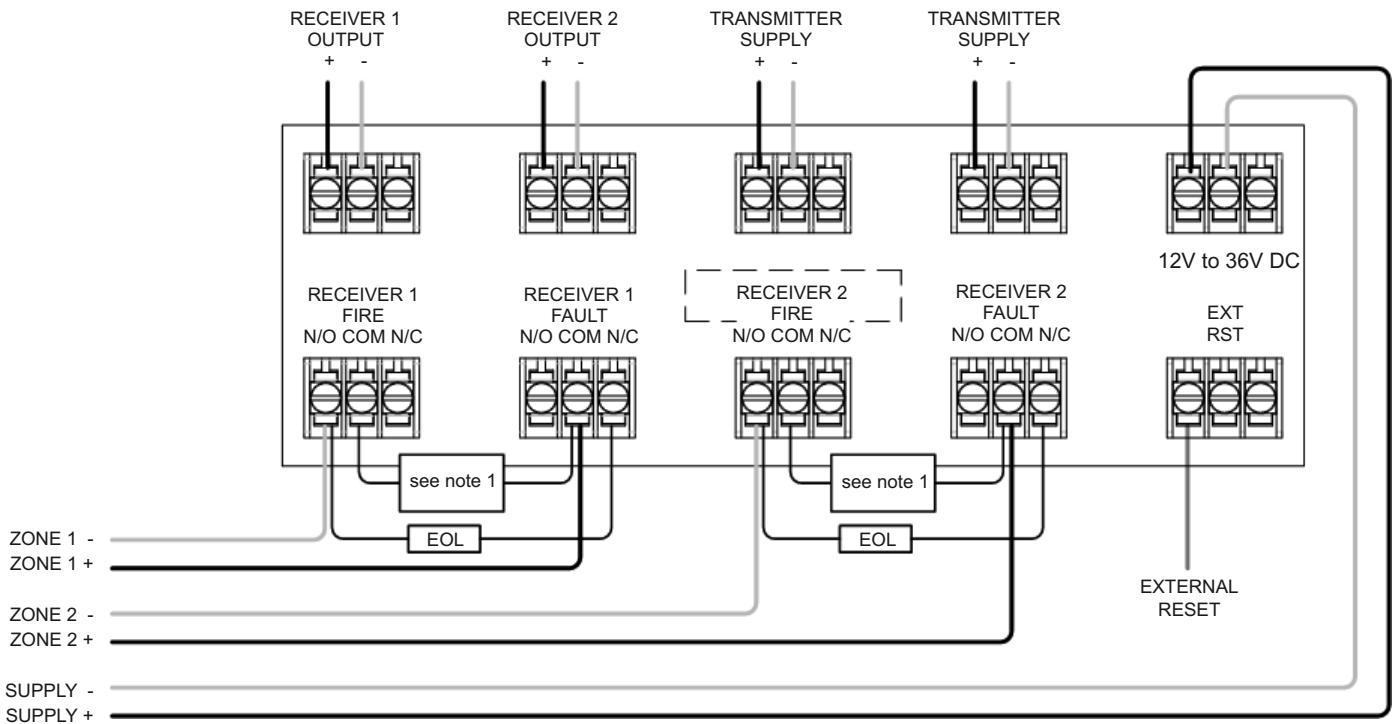 RECEIVER 1
OUTPUT
+ -
RECEIVER 2
OUTPUT
+ -
TRANSMITTER
SUPPLY
+ -
TRANSMITTER
SUPPLY
+ -
12V to 36V DC
RECEIVER 1
FIRE
N/O COM N/C
RECEIVER 1
FAULT
N/O COM N/C
RECEIVER 2
FIRE
N/O COM N/C
RECEIVER 2
FAULT
N/O COM N/C
EXT
RST
see note 1
see note 1
EOL
EOL
ZONE 1 -
ZONE 1 +
ZONE 2 -
ZONE 2 +
EXTERNAL
RESET
SUPPLY -
SUPPLY +